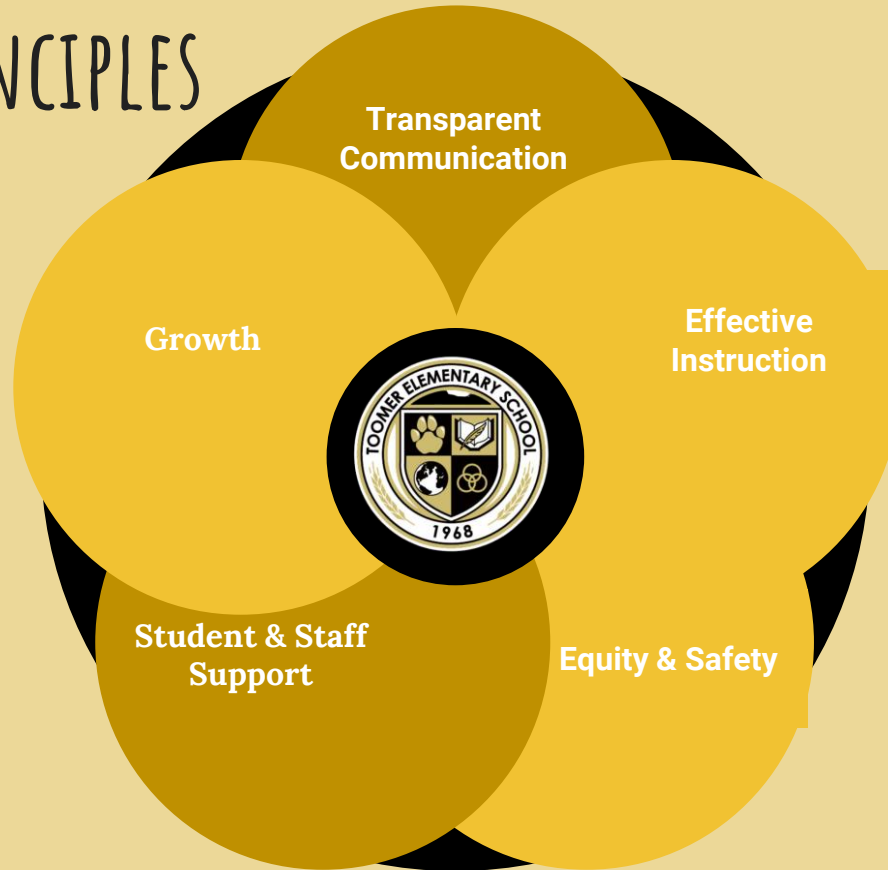 NCIPLES
Transparent
Communication
Growth
Effective
Instruction
TOOMER ELEMENTARY SCHOOL
1968
Student & Staff
Support
Equity & Safety